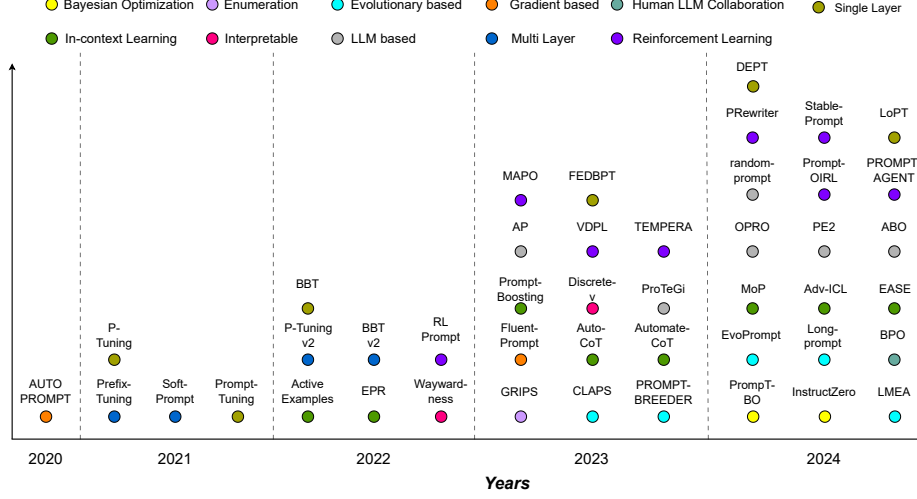 Bayesian Optimization
Enumeration
Evolutionary based
Gradient based
Human LLM Collaboration
Single Layer
In-context Learning
Interpretable
LLM based
Multi Layer
Reinforcement Learning
DEPT
PRewriter
Stable-
Prompt
LoPT
random-
prompt
Prompt-
OIRL
PROMPT
AGENT
MAPO
FEDBPT
AP
VDPL
TEMPERA
OPRO
PE2
ABO
BBT
Prompt-
Boosting
Discrete-
v
ProTeGi
MoP
Adv-ICL
EASE
P-
Tuning
P-Tuning
v2
BBT
v2
RL
Prompt
Fluent-
Prompt
Auto-
CoT
Automate-
CoT
EvoPrompt
Long-
prompt
BPO
AUTO
PROMPT
Prefix-
Tuning
Soft-
Prompt
Prompt-
Tuning
Active
Examples
EPR
Wayward-
ness
GRIPS
CLAPS
PROMPT-
BREEDER
PrompT-
BO
InstructZero
LMEA
2020
2021
2022
2023
2024
Years